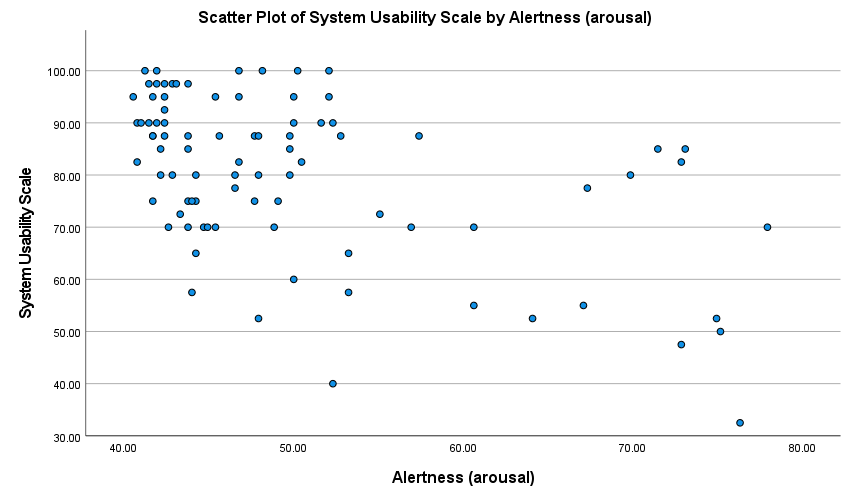 Scatter Plot of System Usability Scale by Alertness (arousal)
System Usability Scale
100.00
90.00
80.00
70.00
60.00
50.00
40.00
30.00
40.00 50.00 60.00 70.00 80.00
Alertness (arousal)